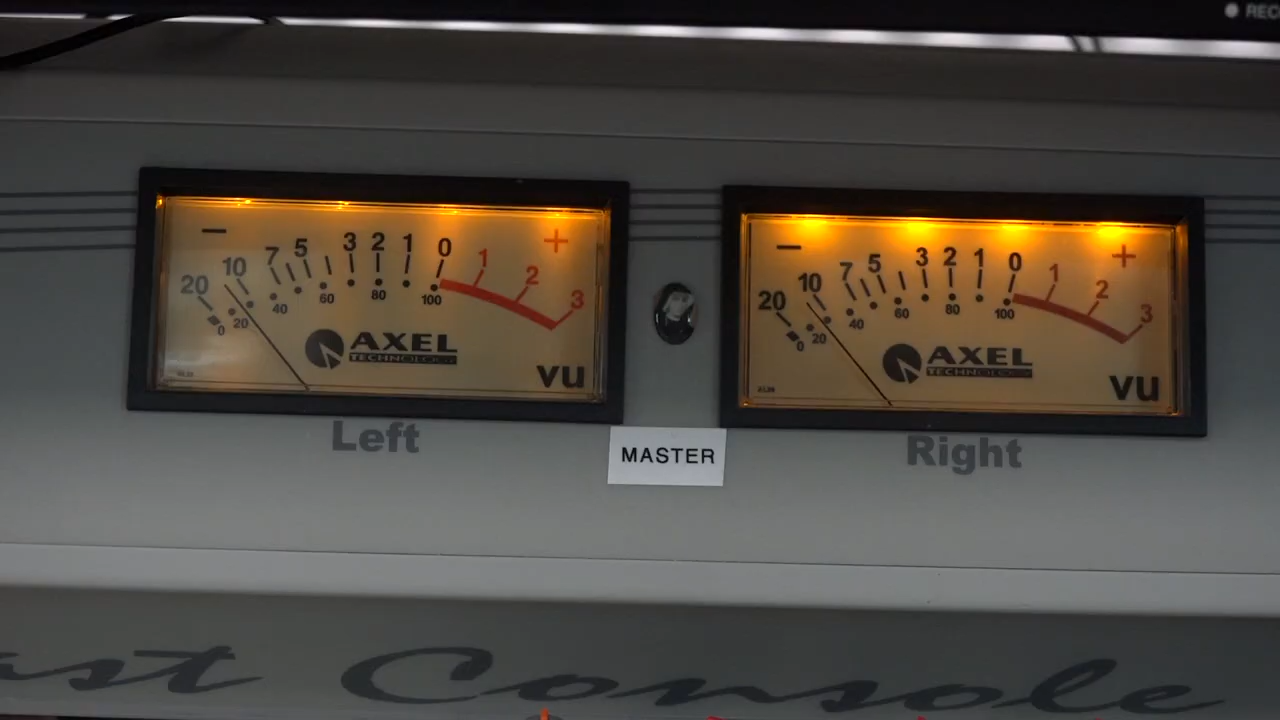 REC
− +
20 10 7 5 3 2 1 0 1 2 3
0 20 40 60 80 100
AXEL
TECHNOLOGY
VU
− +
20 10 7 5 3 2 1 0 1 2 3
0 20 40 60 80 100
AXEL
TECHNOLOGY
VU
Left
MASTER
Right
Console